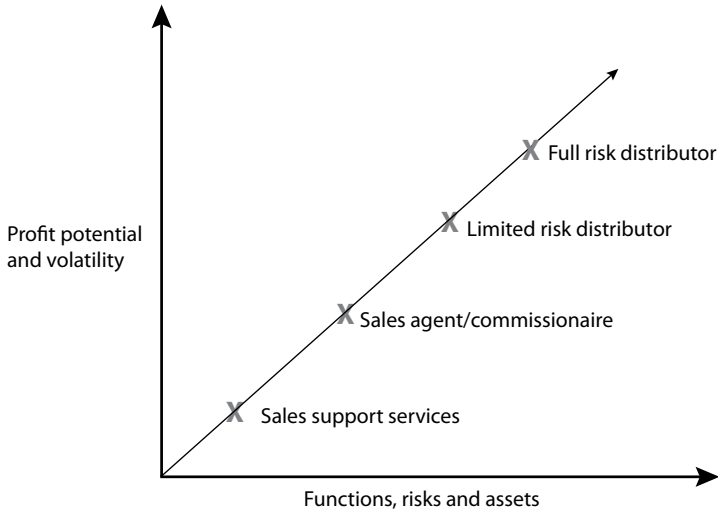 X Full risk distributor
X Limited risk distributor
Profit potential
and volatility
X Sales agent/commissionaire
X Sales support services
Functions, risks and assets